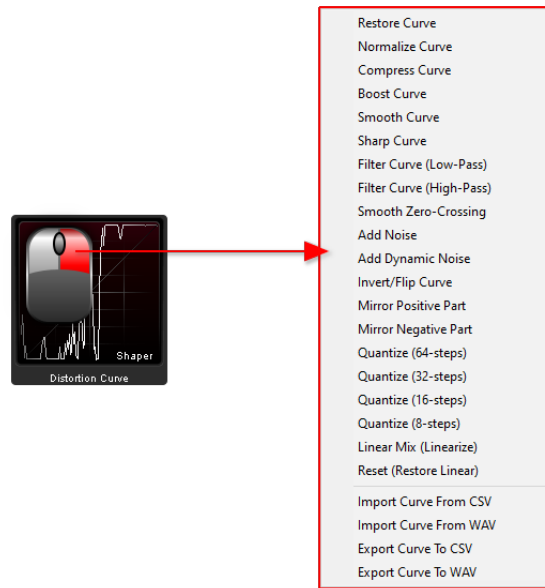 Shaper
Distortion Curve
Restore Curve
Normalize Curve
Compress Curve
Boost Curve
Smooth Curve
Sharp Curve
Filter Curve (Low-Pass)
Filter Curve (High-Pass)
Smooth Zero-Crossing
Add Noise
Add Dynamic Noise
Invert/Flip Curve
Mirror Positive Part
Mirror Negative Part
Quantize (64-steps)
Quantize (32-steps)
Quantize (16-steps)
Quantize (8-steps)
Linear Mix (Linearize)
Reset (Restore Linear)
Import Curve From CSV
Import Curve From WAV
Export Curve To CSV
Export Curve To WAV